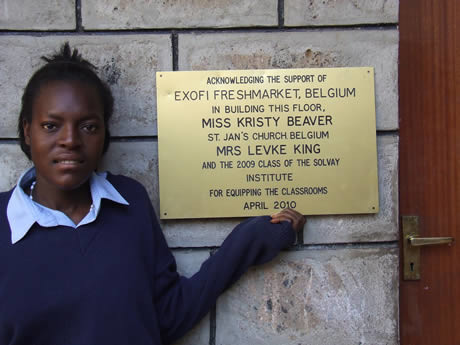 ACKNOWLEDGING THE SUPPORT OF
EXOFI FRESHMARKET, BELGIUM
IN BUILDING THIS FLOOR,
MISS KRISTY BEAVER
ST. JAN'S CHURCH BELGIUM
MRS LEVKE KING
AND THE 2009 CLASS OF THE SOLVAY
INSTITUTE
FOR EQUIPPING THE CLASSROOMS
APRIL 2010